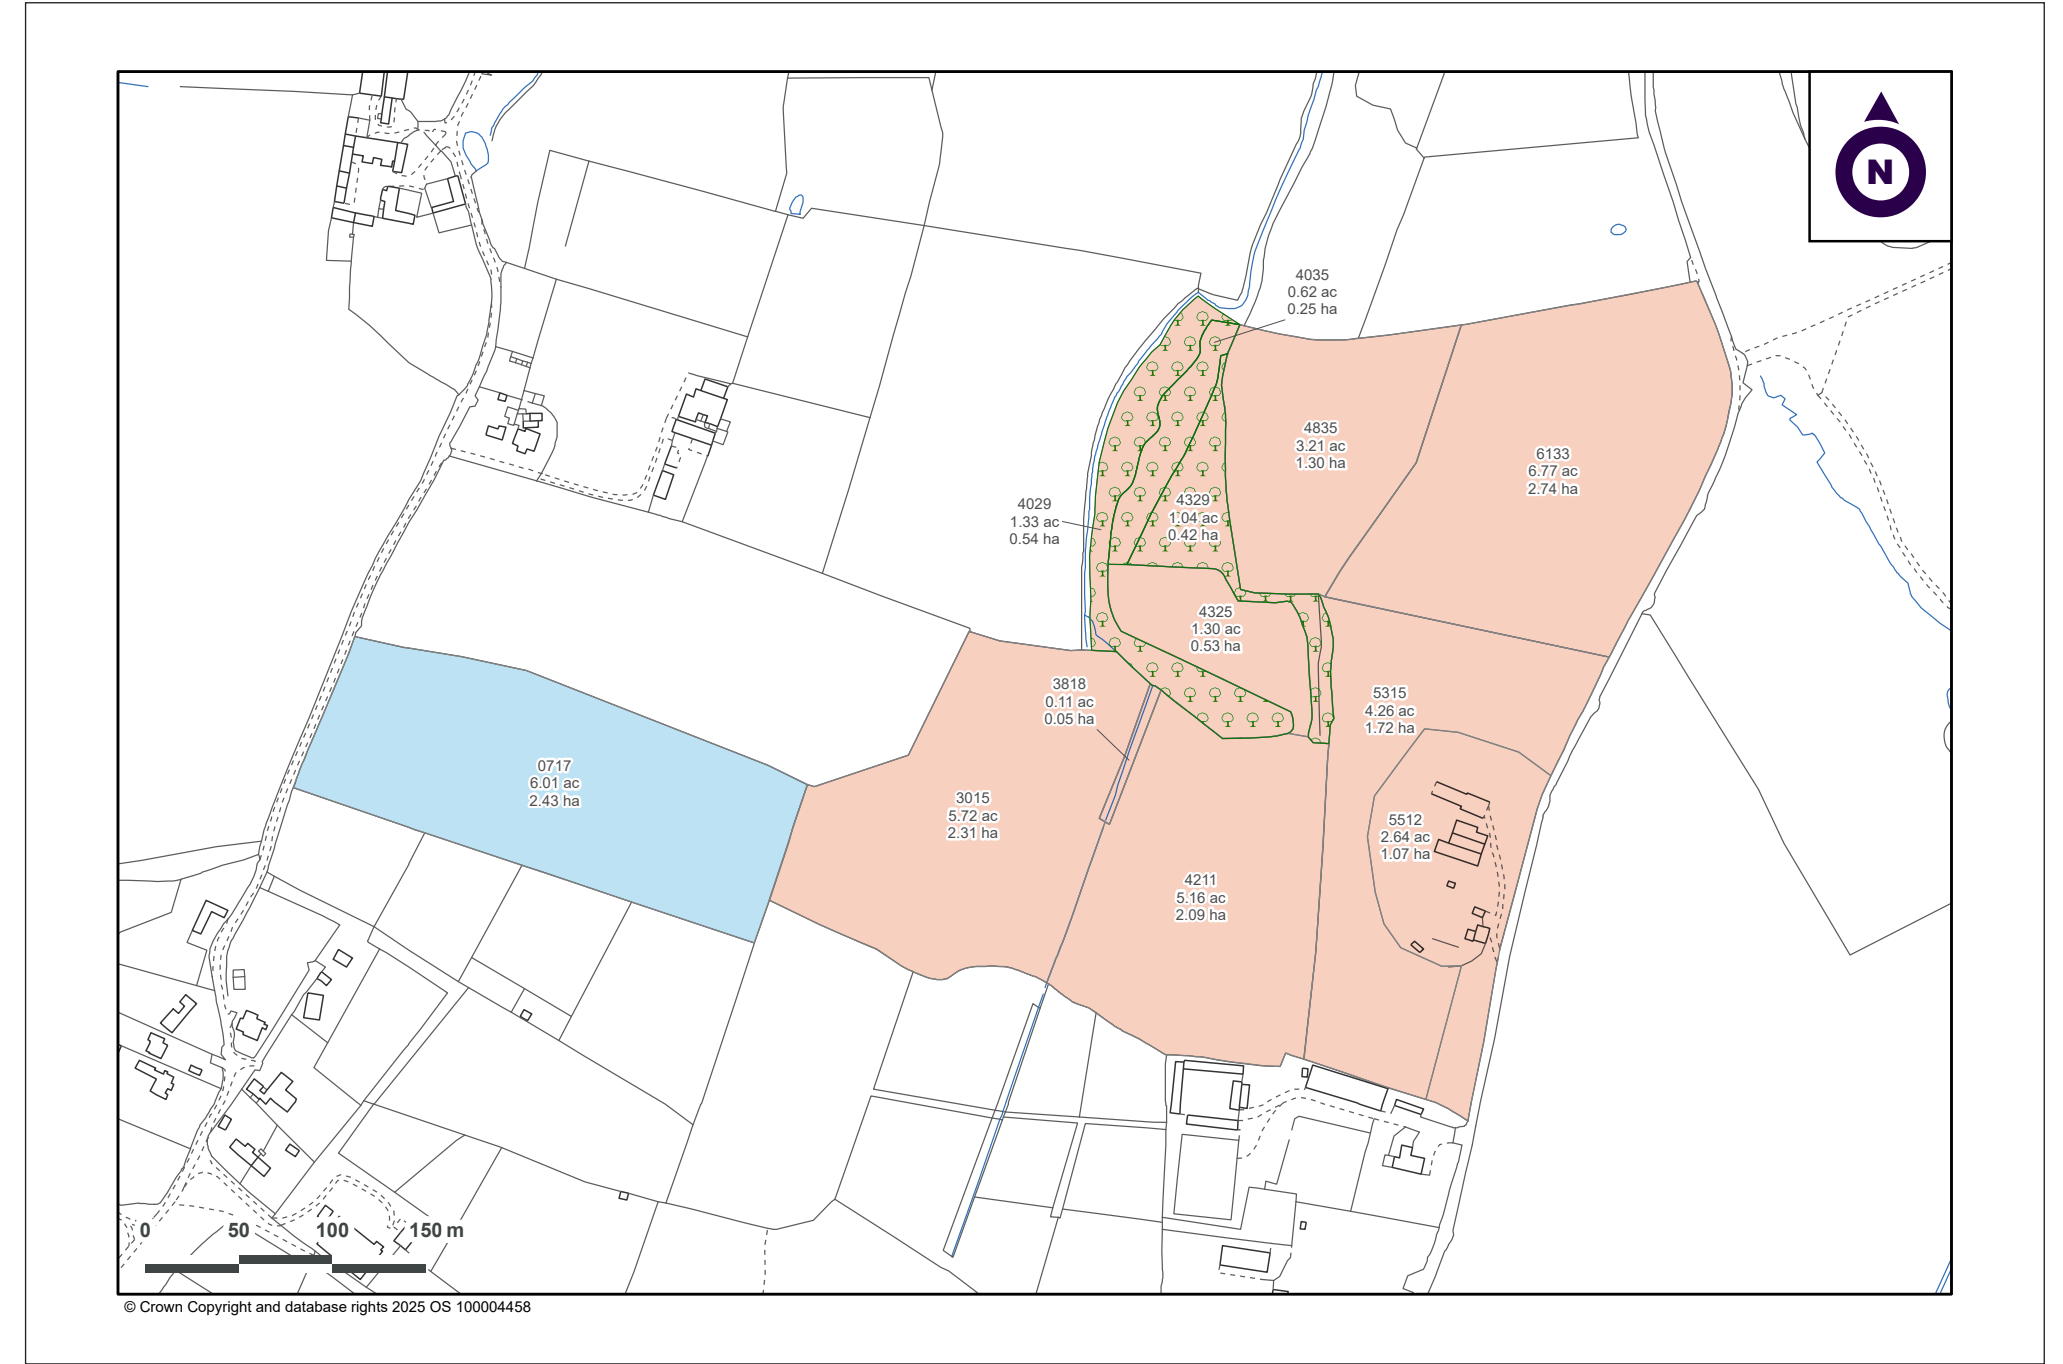 N
4035
0.62 ac
0.25 ha
4835
3.21 ac
1.30 ha
6133
6.77 ac
2.74 ha
4029
1.33 ac
0.54 ha
4329
1.04 ac
0.42 ha
4325
1.30 ac
0.53 ha
3818
0.11 ac
0.05 ha
5315
4.26 ac
1.72 ha
0717
6.01 ac
2.43 ha
3015
5.72 ac
2.31 ha
5512
2.64 ac
1.07 ha
4211
5.16 ac
2.09 ha
0 50 100 150 m
© Crown Copyright and database rights 2025 OS 100004458